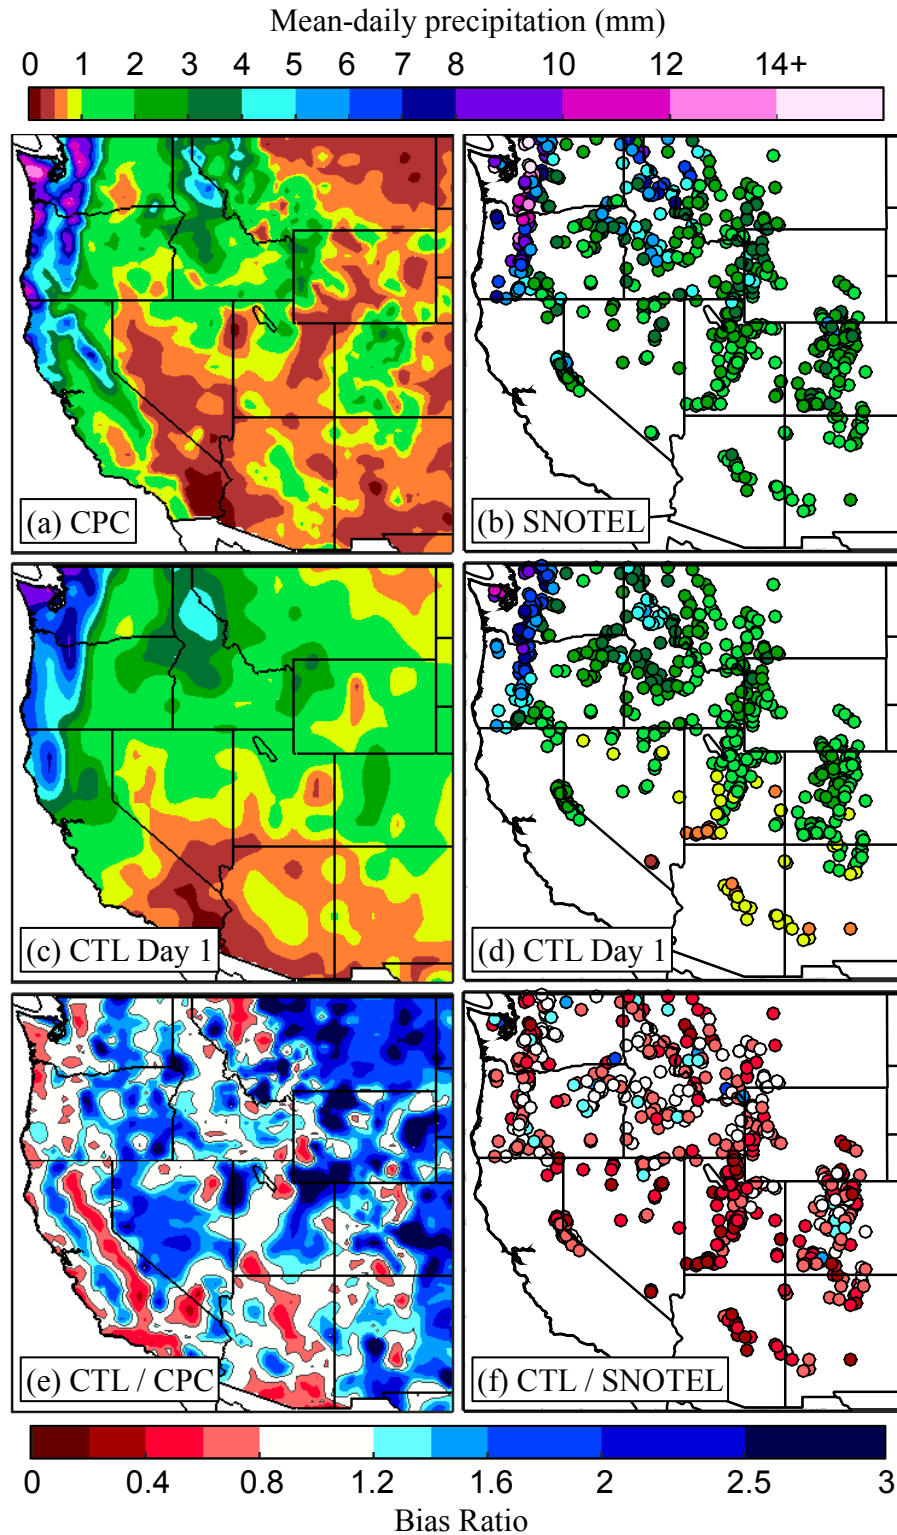 Mean-daily precipitation (mm)
0 1 2 3 4 5 6 7 8 10 12 14+
(a) CPC
(b) SNOTEL
(c) CTL Day 1
(d) CTL Day 1
(e) CTL / CPC
(f) CTL / SNOTEL
0 0.4 0.8 1.2 1.6 2 2.5 3
Bias Ratio